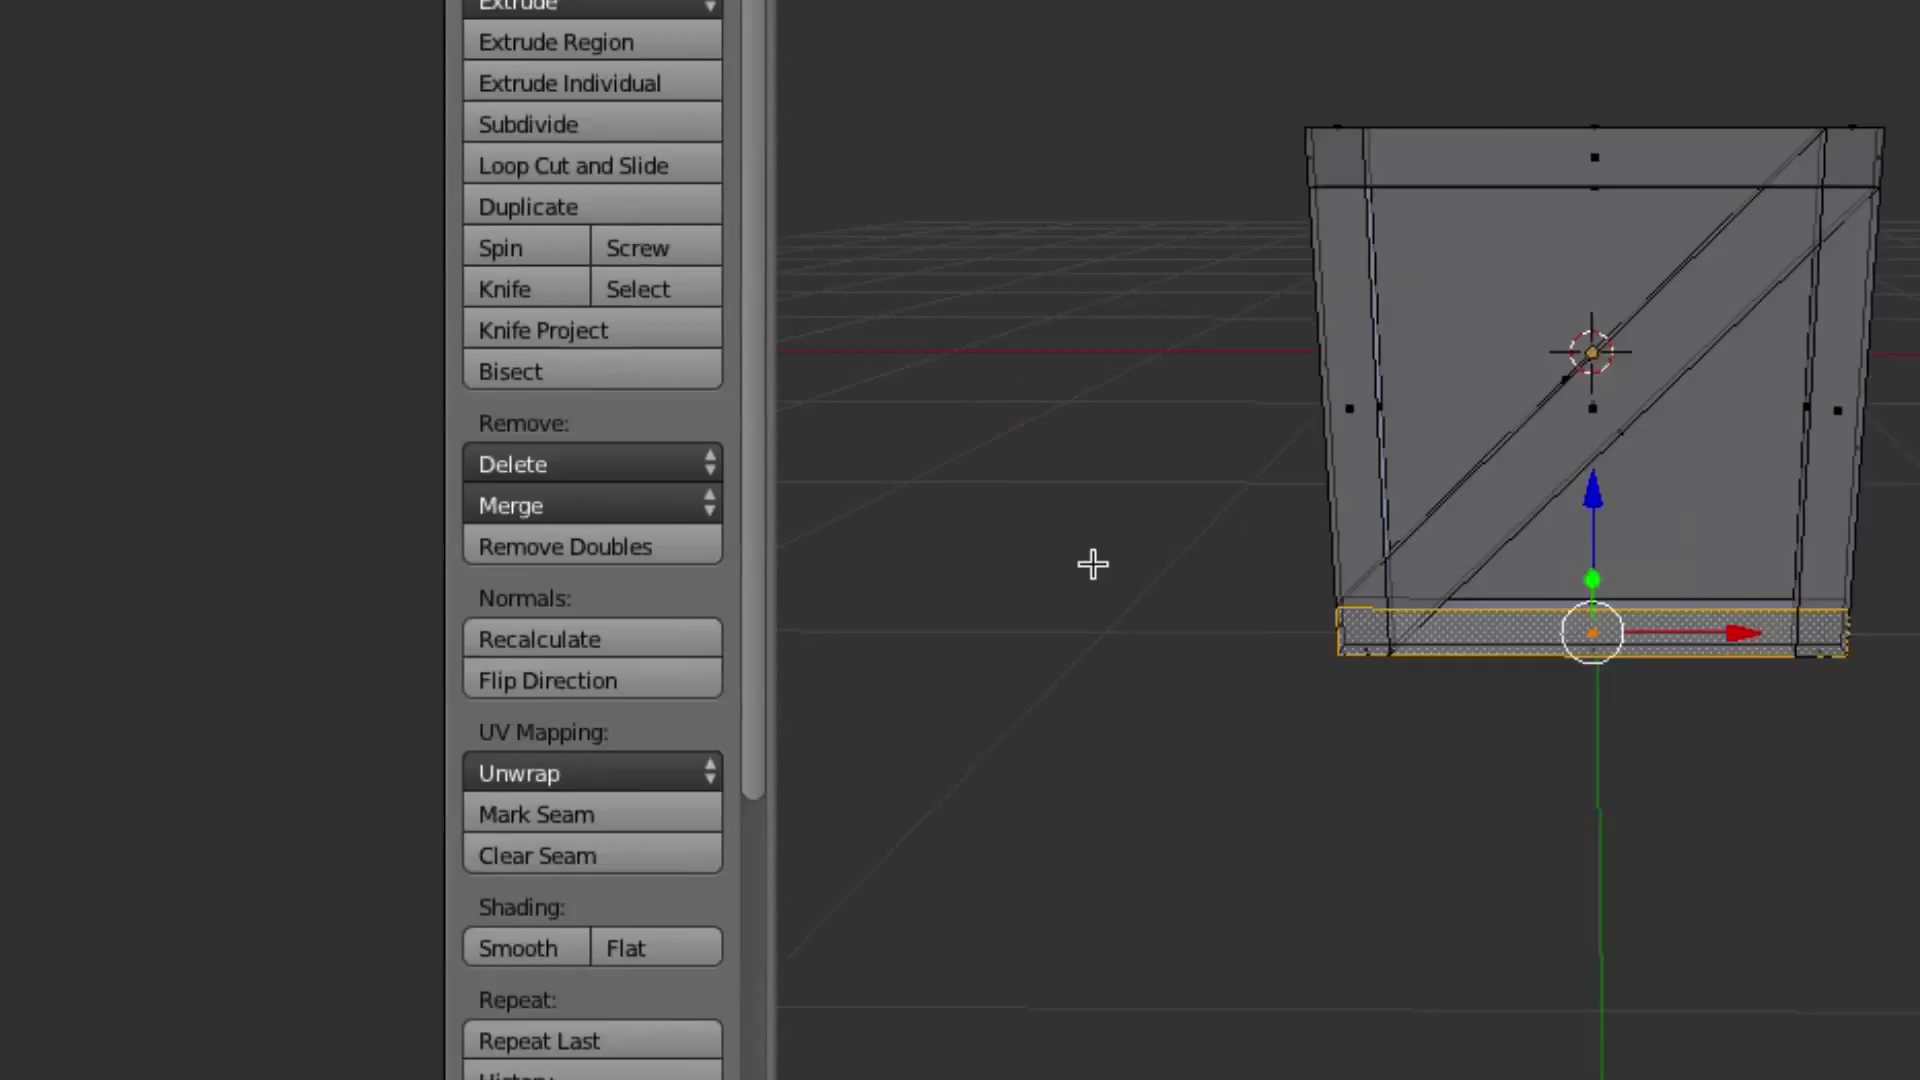 Extrude
Extrude Region
Extrude Individual
Subdivide
Loop Cut and Slide
Duplicate
Spin Screw
Knife Select
Knife Project
Bisect
Remove:
Delete
Merge
Remove Doubles
Normals:
Recalculate
Flip Direction
UV Mapping:
Unwrap
Mark Seam
Clear Seam
Shading:
Smooth Flat
Repeat:
Repeat Last
History